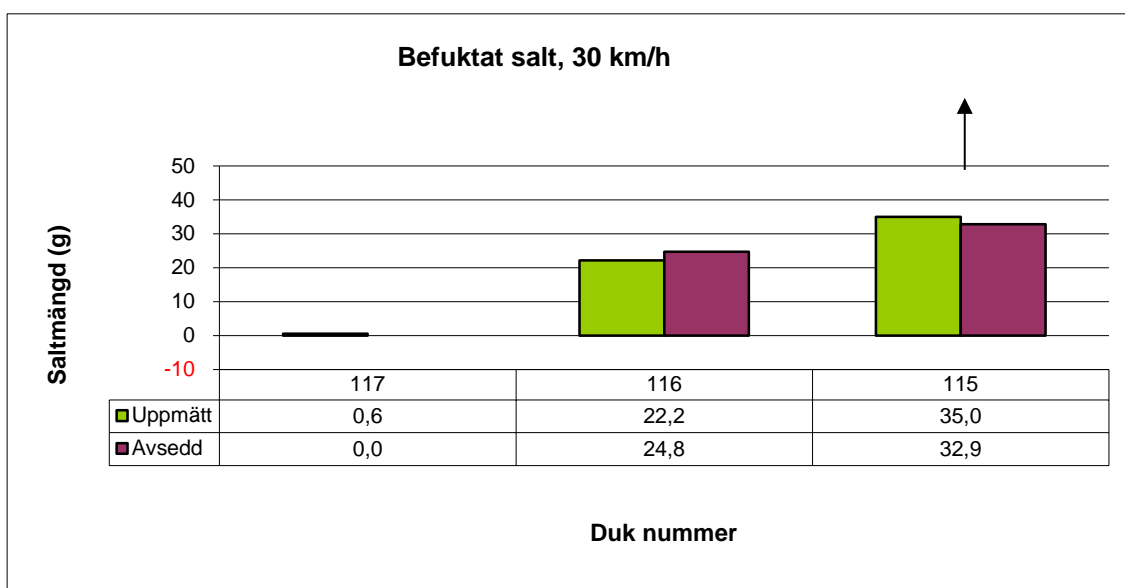 Befuktat salt, 30 km/h
Saltmängd (g)
50
40
30
20
10
0
-10
117 116 115
Uppmätt 0,6 22,2 35,0
Avsedd 0,0 24,8 32,9
Duk nummer